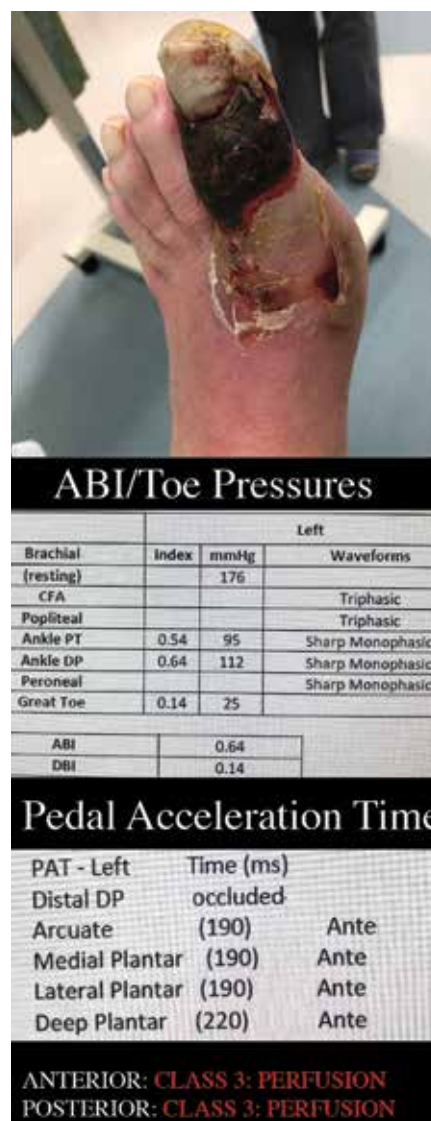 ABI/Toe Pressures
Left
Brachial Index mmHg Waveforms
(resting) 176
CFA Triphasic
Popliteal Triphasic
Ankle PT 0.54 95 Sharp Monophasic
Ankle DP 0.64 112 Sharp Monophasic
Peroneal Sharp Monophasic
Great Toe 0.14 25
ABI 0.64
DBI 0.14
Pedal Acceleration Time
PAT - Left Time (ms)
Distal DP occluded
Arcuate (190) Ante
Medial Plantar (190) Ante
Lateral Plantar (190) Ante
Deep Plantar (220) Ante
ANTERIOR: CLASS 3: PERFUSION
POSTERIOR: CLASS 3: PERFUSION